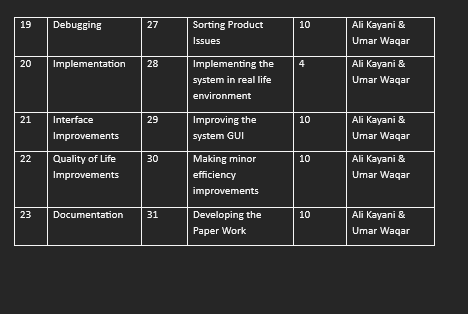 19 Debugging 27 Sorting Product 10 Ali Kayani &
Issues Umar Waqar
20 Implementation 28 Implementing the 4 Ali Kayani &
system in real life Umar Waqar
environment
21 Interface 29 Improving the 10 Ali Kayani &
Improvements system GUI Umar Waqar
22 Quality of Life 30 Making minor 10 Ali Kayani &
Improvements efficiency Umar Waqar
improvements
23 Documentation 31 Developing the 10 Ali Kayani &
Paper Work Umar Waqar